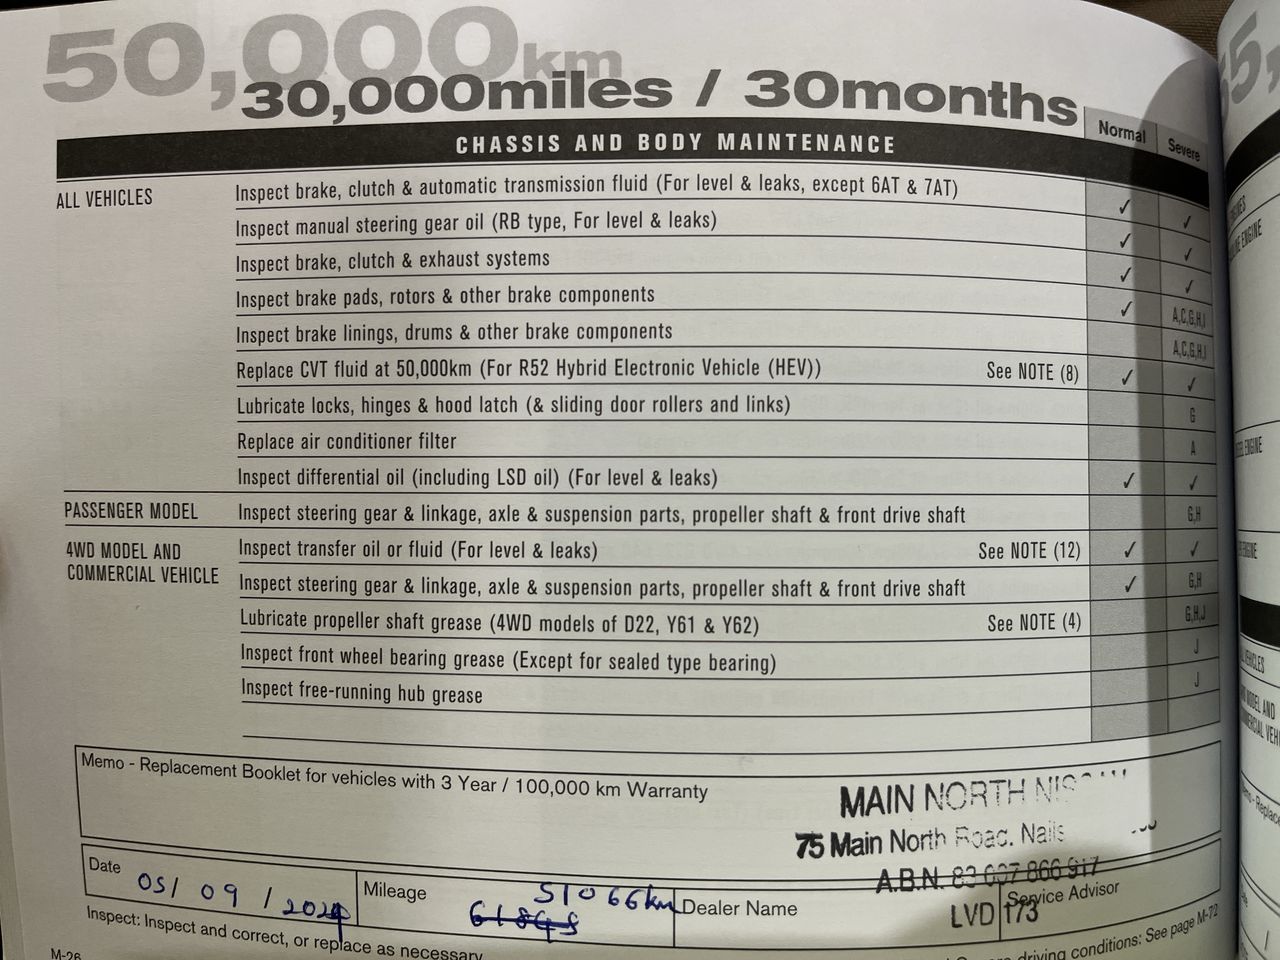 50,000km
30,000miles / 30months
Normal Severe
CHASSIS AND BODY MAINTENANCE
ALL VEHICLES Inspect brake, clutch & automatic transmission fluid (For level & leaks, except 6AT & 7AT) ✓ ✓
Inspect manual steering gear oil (RB type, For level & leaks) ✓ ✓
Inspect brake, clutch & exhaust systems ✓ ✓
Inspect brake pads, rotors & other brake components ✓ A,C,G,H,I
Inspect brake linings, drums & other brake components A,C,G,H,I
Replace CVT fluid at 50,000km (For R52 Hybrid Electronic Vehicle (HEV)) See NOTE (8) ✓ ✓
Lubricate locks, hinges & hood latch (& sliding door rollers and links) G
Replace air conditioner filter A
Inspect differential oil (including LSD oil) (For level & leaks) ✓ ✓
PASSENGER MODEL Inspect steering gear & linkage, axle & suspension parts, propeller shaft & front drive shaft G,H
4WD MODEL AND Inspect transfer oil or fluid (For level & leaks) See NOTE (12) ✓ ✓
COMMERCIAL VEHICLE Inspect steering gear & linkage, axle & suspension parts, propeller shaft & front drive shaft ✓ G,H
Lubricate propeller shaft grease (4WD models of D22, Y61 & Y62) See NOTE (4) G,H,J
Inspect front wheel bearing grease (Except for sealed type bearing) J
Inspect free-running hub grease J
Memo - Replacement Booklet for vehicles with 3 Year / 100,000 km Warranty
MAIN NORTH
75 Main North Road,
A.B.N. 83 007 866 917
LVD 173
Date 05/ 09 / 2024
Mileage 51066km
Dealer Name
Service Advisor
Inspect: Inspect and correct, or replace as necessary
driving conditions: See page M-72
M-26